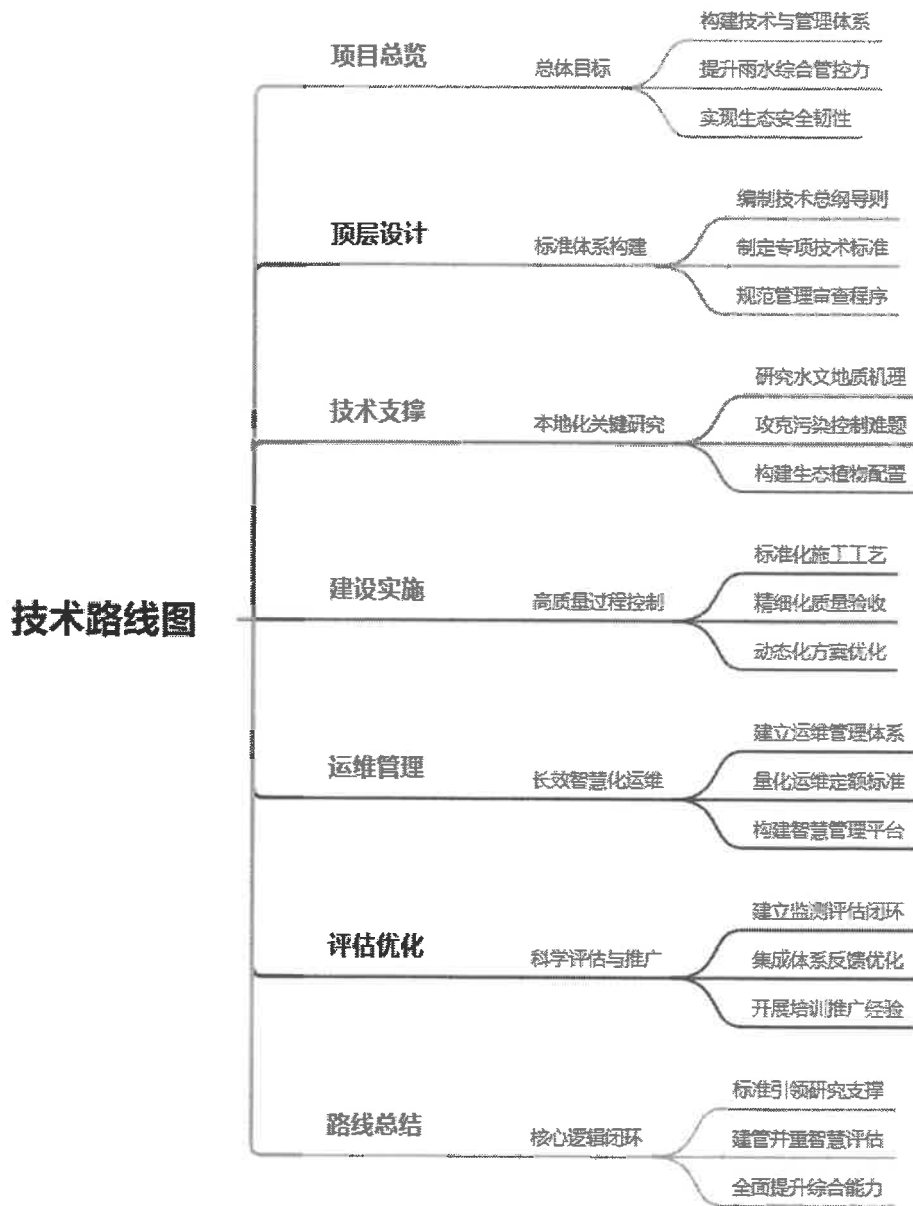 技术路线图
项目总览
总体目标
构建技术与管理体系
提升雨水综合管控力
实现生态安全韧性
顶层设计
标准体系构建
编制技术总纲导则
制定专项技术标准
规范管理审查程序
技术支撑
本地化关键研究
研究水文地质机理
攻克污染控制难题
构建生态植物配置
建设实施
高质量过程控制
标准化施工工艺
精细化质量验收
动态化方案优化
运维管理
长效智慧化运维
建立运维管理体系
量化运维定额标准
构建智慧管理平台
评估优化
科学评估与推广
建立监测评估闭环
集成体系反馈优化
开展培训推广经验
路线总结
核心逻辑闭环
标准引领研究支撑
建管并重智慧评估
全面提升综合能力